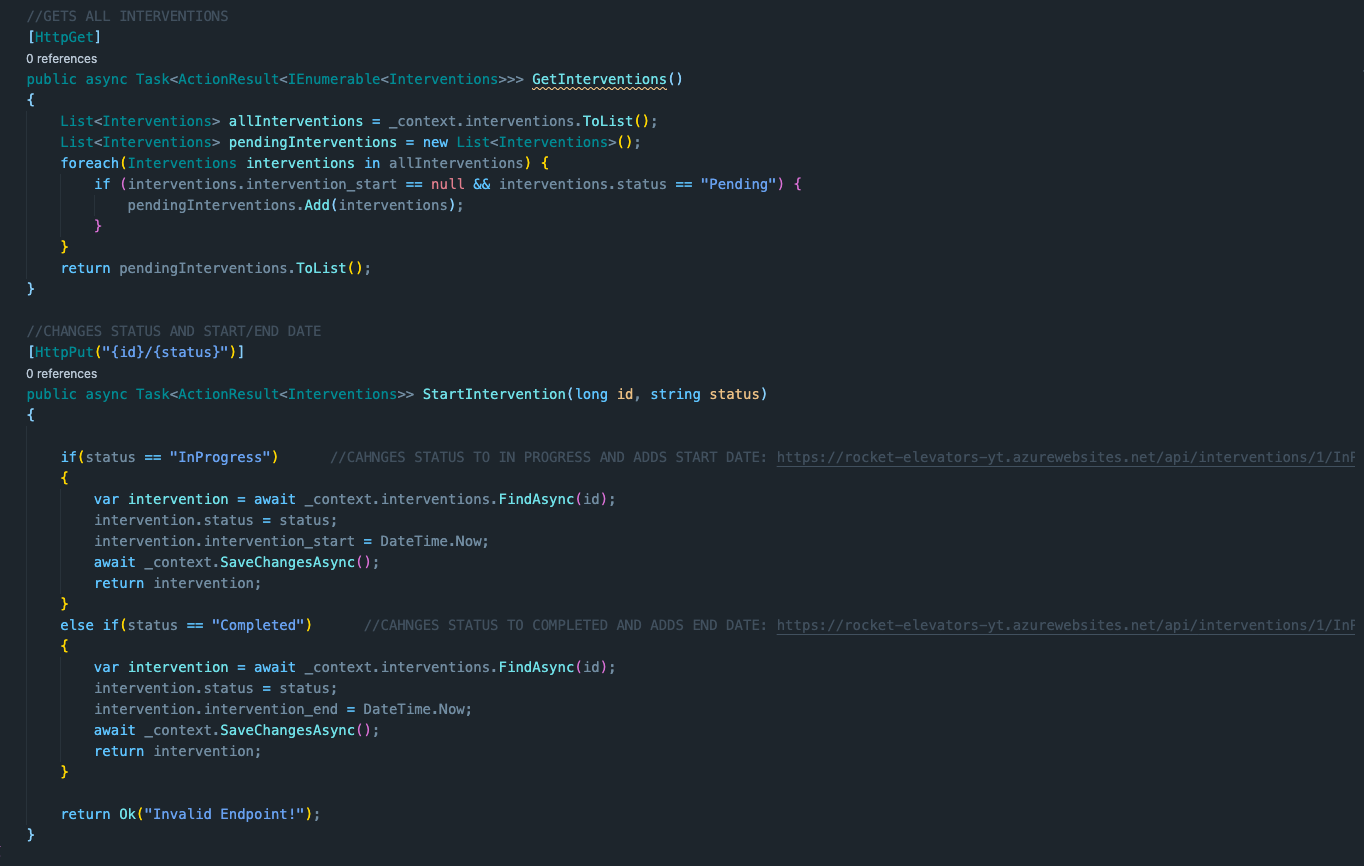 //GETS ALL INTERVENTIONS
[HttpGet]
0 references
public async Task<ActionResult<IEnumerable<Interventions>>> GetInterventions()
{
List<Interventions> allInterventions = _context.interventions.ToList();
List<Interventions> pendingInterventions = new List<Interventions>();
foreach(Interventions interventions in allInterventions) {
if (interventions.intervention_start == null && interventions.status == "Pending") {
pendingInterventions.Add(interventions);
}
}
return pendingInterventions.ToList();
}
//CHANGES STATUS AND START/END DATE
[HttpPut("{id}/{status}")]
0 references
public async Task<ActionResult<Interventions>> StartIntervention(long id, string status)
{
if(status == "InProgress") //CAHNGES STATUS TO IN PROGRESS AND ADDS START DATE: https://rocket-elevators-yt.azurewebsites.net/api/interventions/1/In
{
var intervention = await _context.interventions.FindAsync(id);
intervention.status = status;
intervention.intervention_start = DateTime.Now;
await _context.SaveChangesAsync();
return intervention;
}
else if(status == "Completed") //CAHNGES STATUS TO COMPLETED AND ADDS END DATE: https://rocket-elevators-yt.azurewebsites.net/api/interventions/1/In
{
var intervention = await _context.interventions.FindAsync(id);
intervention.status = status;
intervention.intervention_end = DateTime.Now;
await _context.SaveChangesAsync();
return intervention;
}
return Ok("Invalid Endpoint!");
}